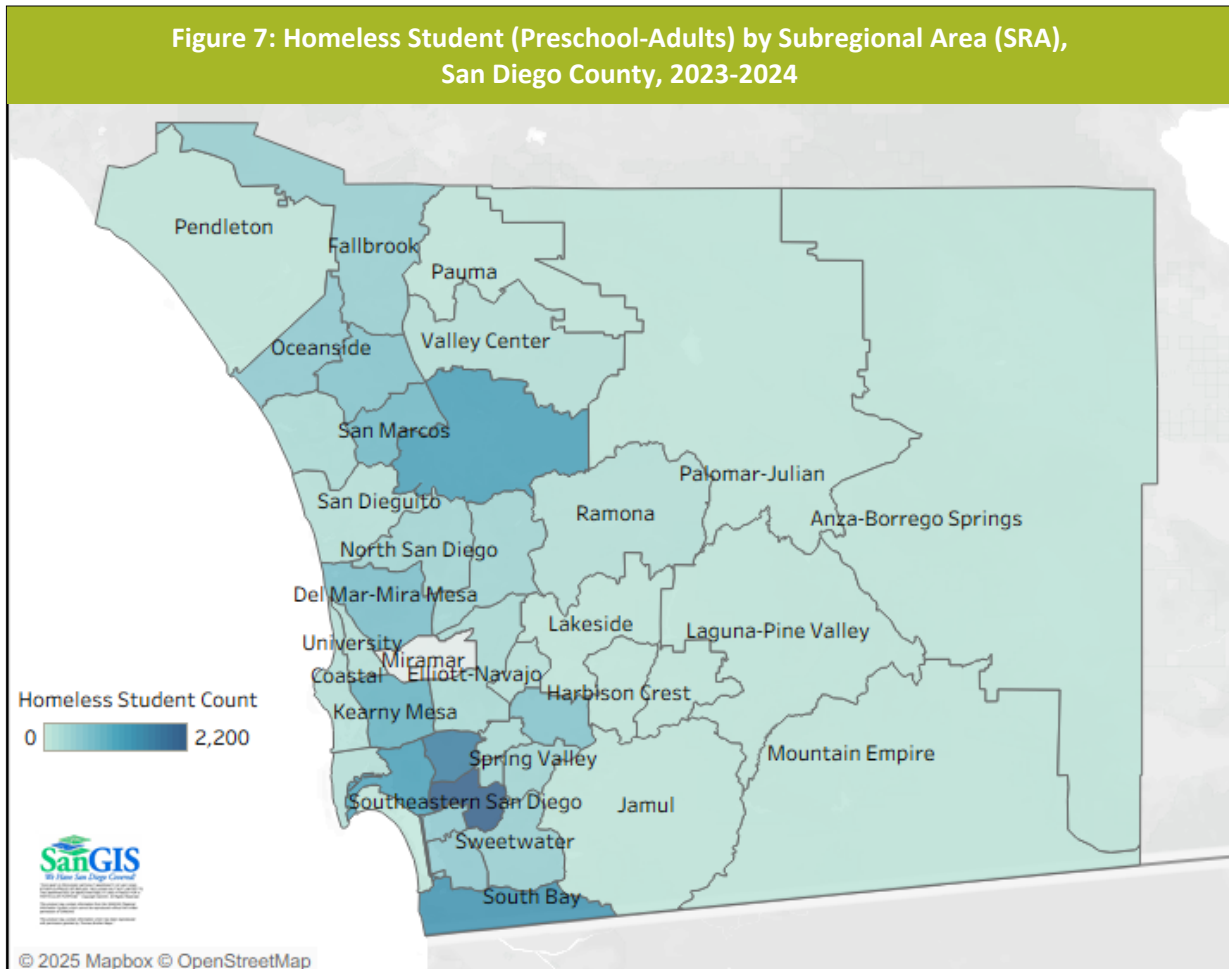 Figure 7: Homeless Student (Preschool-Adults) by Subregional Area (SRA),
San Diego County, 2023-2024
Pendleton
Fallbrook
Pauma
Oceanside
Valley Center
San Marcos
Palomar-Julian
San Dieguito
Ramona
Anza-Borrego Springs
North San Diego
Del Mar-Mira Mesa
Lakeside
Laguna-Pine Valley
University
Miramar
Coastal
Elliott-Navajo
Harbison Crest
Kearny Mesa
Homeless Student Count
0 2,200
Spring Valley
Mountain Empire
Southeastern San Diego
Jamul
Sweetwater
South Bay
SanGIS
We Have San Diego Covered!
© 2025 Mapbox © OpenStreetMap